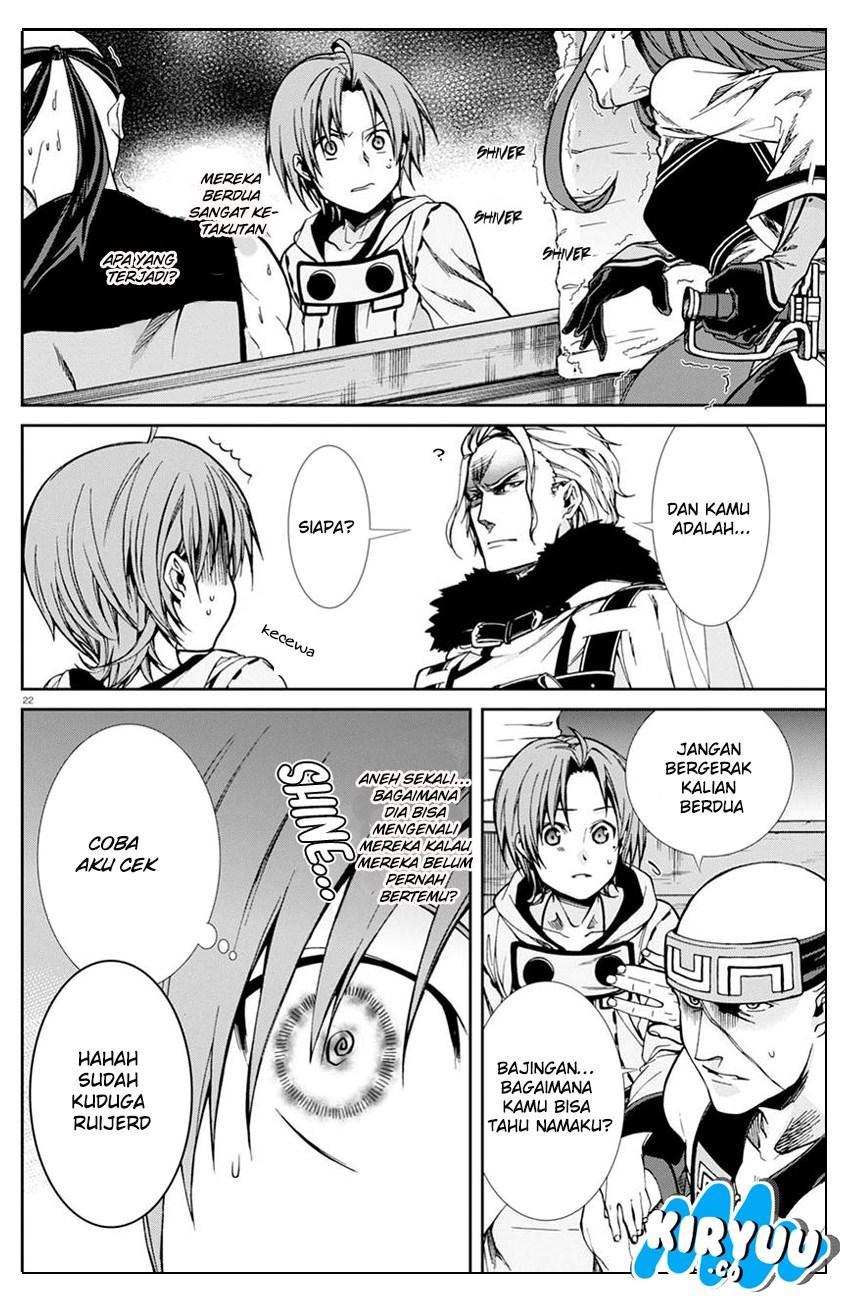 SHIVER
SHIVER
SHIVER
MEREKA
BERDUA
SANGAT KE-
TAKUTAN
APA YANG
TERJADI?
DAN KAMU
ADALAH...
?
SIAPA?
kecewa
22
JANGAN
BERGERAK
KALIAN
BERDUA
BAJINGAN...
BAGAIMANA
KAMU BISA
TAHU NAMAKU?
ANEH SEKALI...
BAGAIMANA
DIA BISA
MENGENALI
MEREKA KALAU
MEREKA BELUM
PERNAH
BERTEMU?
SHINE...
COBA
AKU CEK
HAHAH
SUDAH
KUDUGA
RUIJERD
KIRYUU
.CO